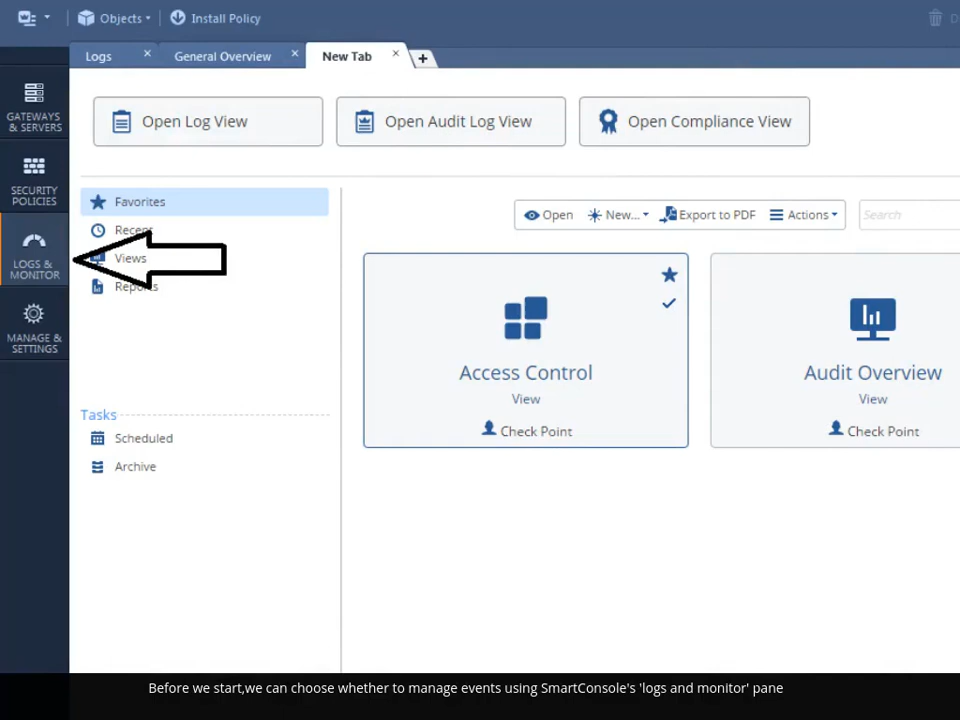 Objects
Install Policy
D
Logs
General Overview
New Tab
GATEWAYS
& SERVERS
SECURITY
POLICIES
LOGS &
MONITOR
MANAGE &
SETTINGS
Open Log View
Open Audit Log View
Open Compliance View
Favorites
Views
Tasks
Scheduled
Archive
Open
New...
Export to PDF
Actions
Search
Access Control
View
Check Point
Audit Overview
View
Check Point
Before we start,we can choose whether to manage events using SmartConsole's 'logs and monitor' pane